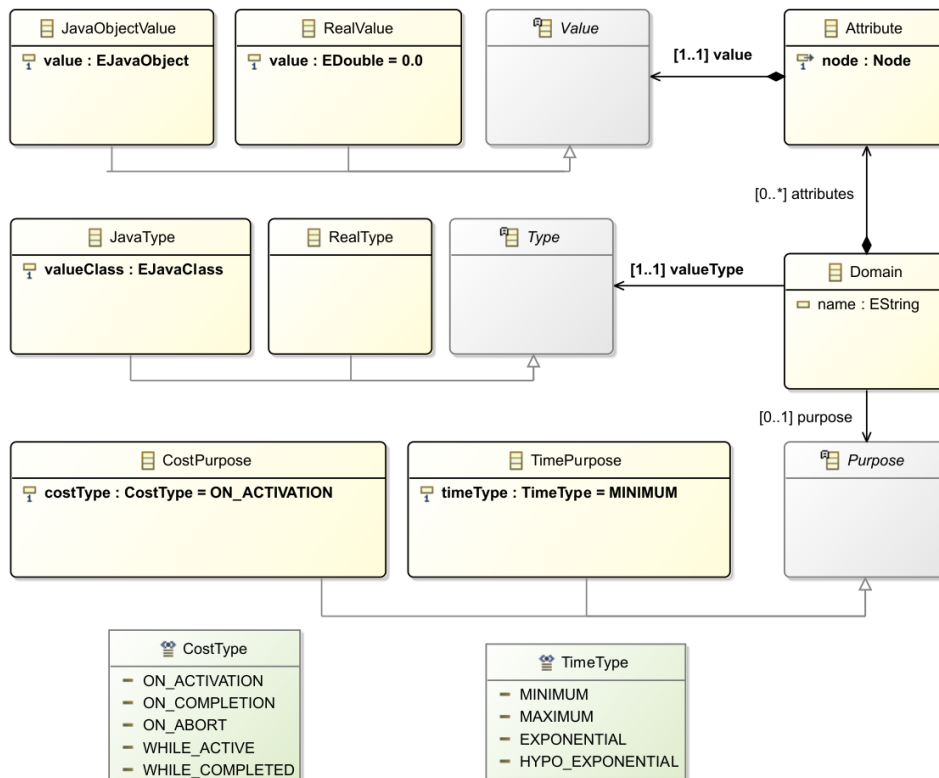 JavaObjectValue
value : EJavaObject
RealValue
value : EDouble = 0.0
Value
[1..1] value
Attribute
node : Node
[0..*] attributes
JavaType
valueClass : EJavaClass
RealType
Type
[1..1] valueType
Domain
name : EString
[0..1] purpose
CostPurpose
costType : CostType = ON_ACTIVATION
TimePurpose
timeType : TimeType = MINIMUM
Purpose
CostType
ON_ACTIVATION
ON_COMPLETION
ON_ABORT
WHILE_ACTIVE
WHILE_COMPLETED
TimeType
MINIMUM
MAXIMUM
EXPONENTIAL
HYPO_EXPONENTIAL